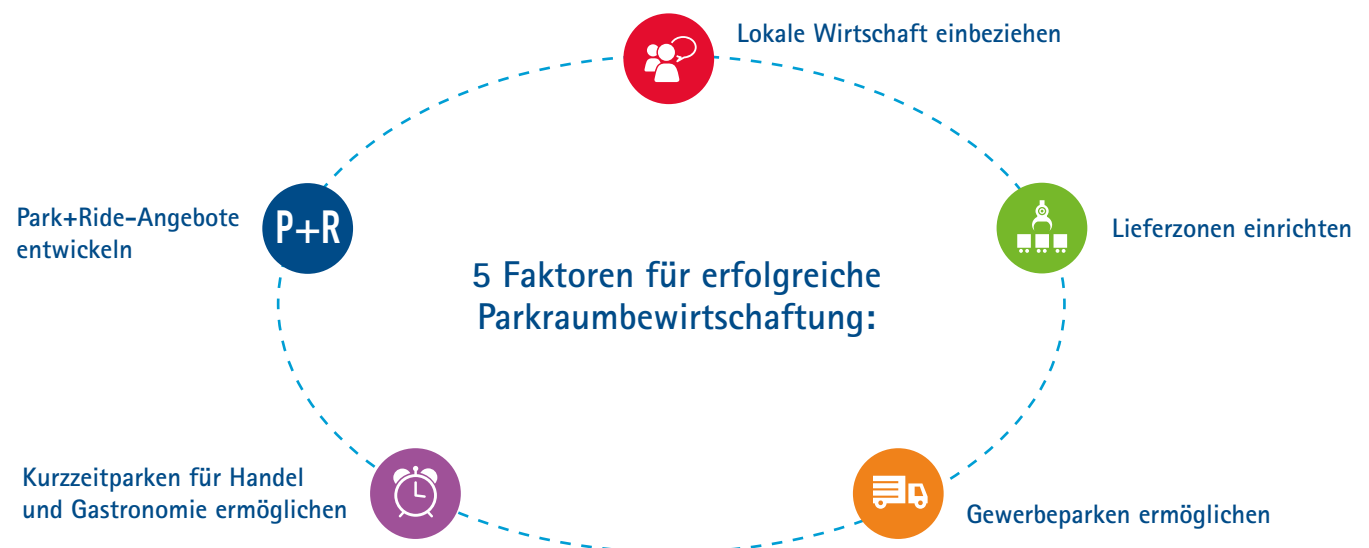 Lokale Wirtschaft einbeziehen
Park+Ride-Angebote
entwickeln
P+R
Lieferzonen einrichten
5 Faktoren für erfolgreiche
Parkraumbewirtschaftung:
Kurzzeitparken für Handel
und Gastronomie ermöglichen
Gewerbeparken ermöglichen